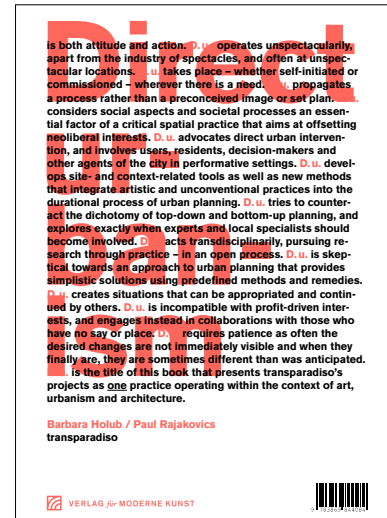 Direct
Urbanism
is both attitude and action. D. u. operates unspectacularly,
apart from the industry of spectacles, and often at unspec-
tacular locations. D. u. takes place – whether self-initiated or
commissioned – wherever there is a need. D. u. propagates
a process rather than a preconceived image or set plan. D. u.
considers social aspects and societal processes an essen-
tial factor of a critical spatial practice that aims at offsetting
neoliberal interests. D. u. advocates direct urban interven-
tion, and involves users, residents, decision-makers and
other agents of the city in performative settings. D. u. devel-
ops site- and context-related tools as well as new methods
that integrate artistic and unconventional practices into the
durational process of urban planning. D. u. tries to counter-
act the dichotomy of top-down and bottom-up planning, and
explores exactly when experts and local specialists should
become involved. D. u. acts transdisciplinarily, pursuing re-
search through practice – in an open process. D. u. is skep-
tical towards an approach to urban planning that provides
simplistic solutions using predefined methods and remedies.
D. u. creates situations that can be appropriated and contin-
ued by others. D. u. is incompatible with profit-driven inter-
ests, and engages instead in collaborations with those who
have no say or place. D. u. requires patience as often the
desired changes are not immediately visible and when they
finally are, they are sometimes different than was anticipated.
D. u. is the title of this book that presents transparadiso's
projects as one practice operating within the context of art,
urbanism and architecture.
Barbara Holub / Paul Rajakovics
transparadiso
VERLAG für MODERNE KUNST